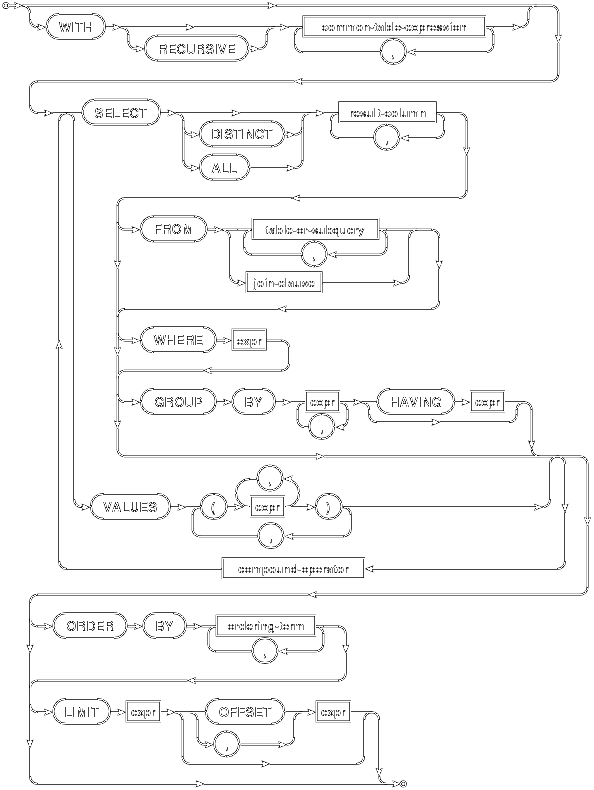 WITH
RECURSIVE
common-table-expression
,
SELECT
DISTINCT
ALL
result-column
,
FROM
table-or-subquery
,
join-clause
WHERE expr
GROUP BY expr HAVING expr
,
VALUES ( expr )
,
,
compound-operator
ORDER BY ordering-term
,
LIMIT expr OFFSET expr
,